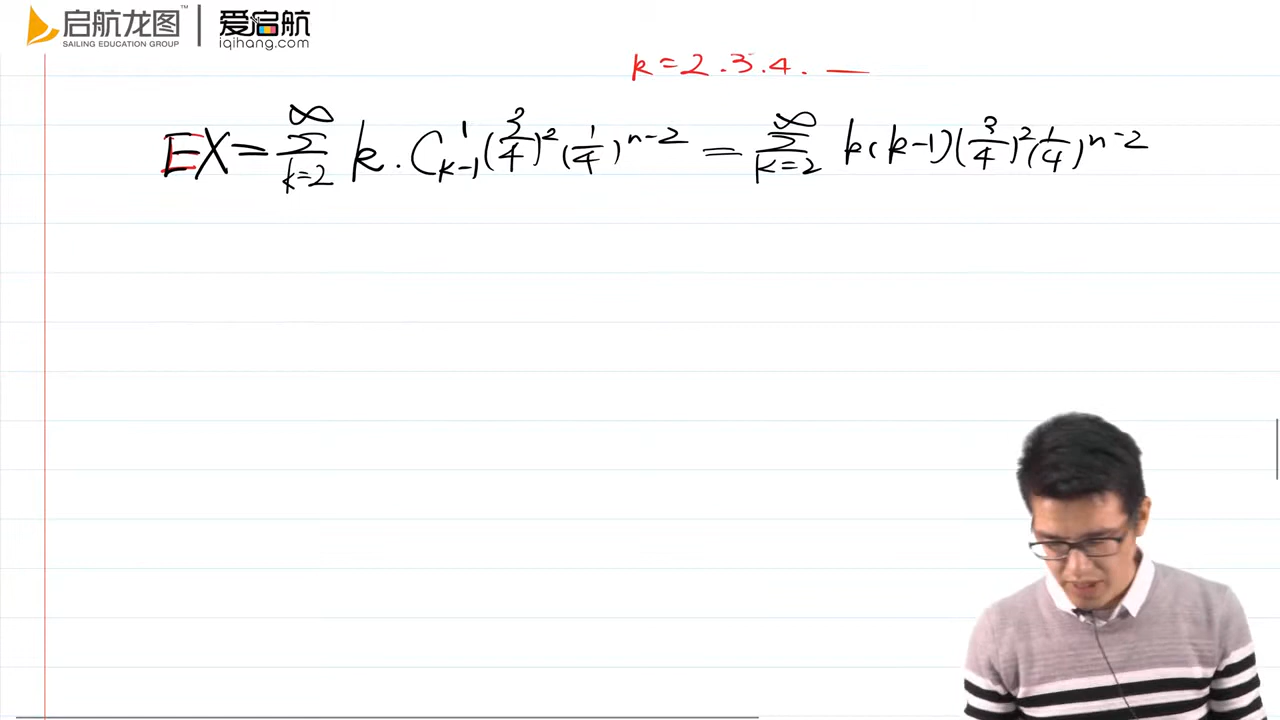 启航龙图™ 爱启航
SAILING EDUCATION GROUP iqihang.com
k=2.3.4. —
EX = ∑_{k=2}^{∞} k · C_{k-1}^{1} (3/4)^2 (1/4)^{n-2} = ∑_{k=2}^{∞} k(k-1)(3/4)^2 (1/4)^{n-2}